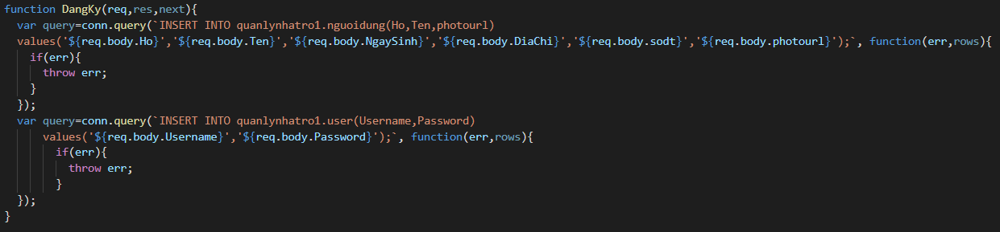 function DangKy(req,res,next){
var query=conn.query(`INSERT INTO quanlynhatro1.nguoidung(Ho,Ten,photourl)
values('${req.body.Ho}','${req.body.Ten}','${req.body.NgaySinh}','${req.body.DiaChi}','${req.body.sodt}','${req.body.photourl}');`, function(err,rows){
if(err){
throw err;
}
});
var query=conn.query(`INSERT INTO quanlynhatro1.user(Username,Password)
values('${req.body.Username}','${req.body.Password}');`, function(err,rows){
if(err){
throw err;
}
});
}